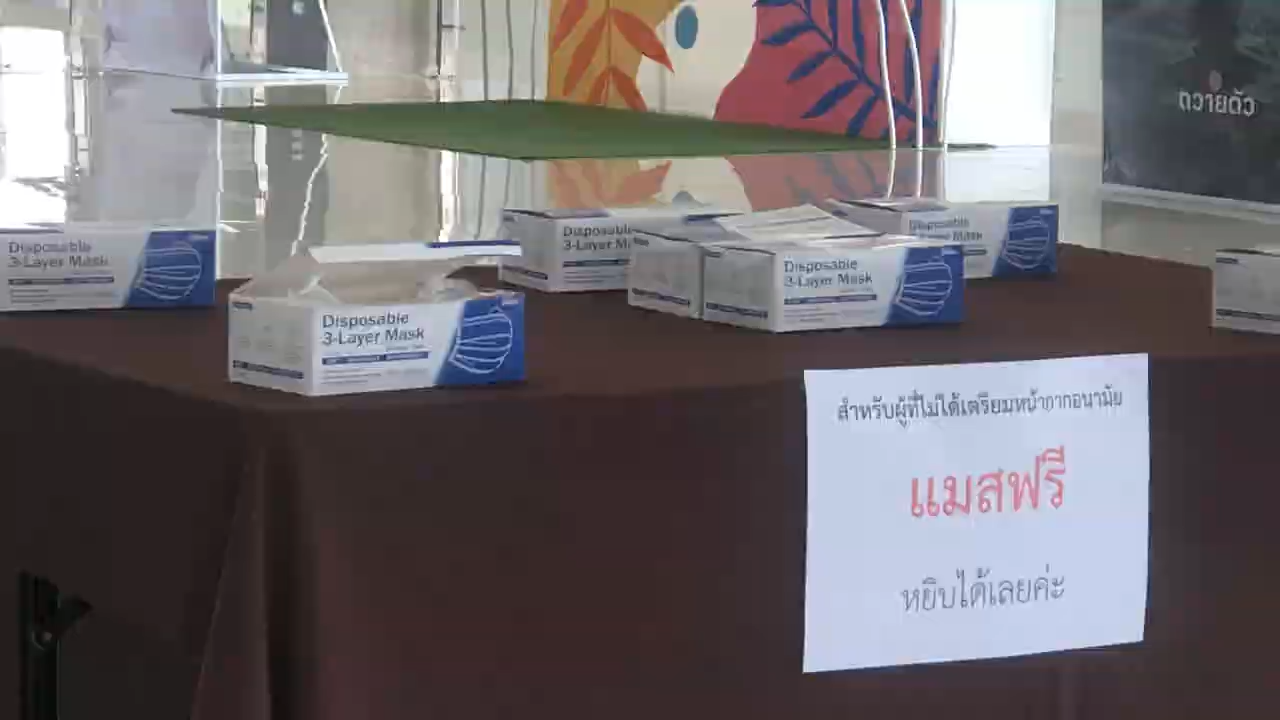 ถวายตัว
Disposable
3-Layer Mask
Disposable
3-Layer Mask
Disposable
3-Layer
Disposable
3-Layer Mask
Disposable
Mask
สำหรับผู้ที่ไม่ได้เตรียมหน้ากากอนามัย
แมสฟรี
หยิบได้เลยค่ะ